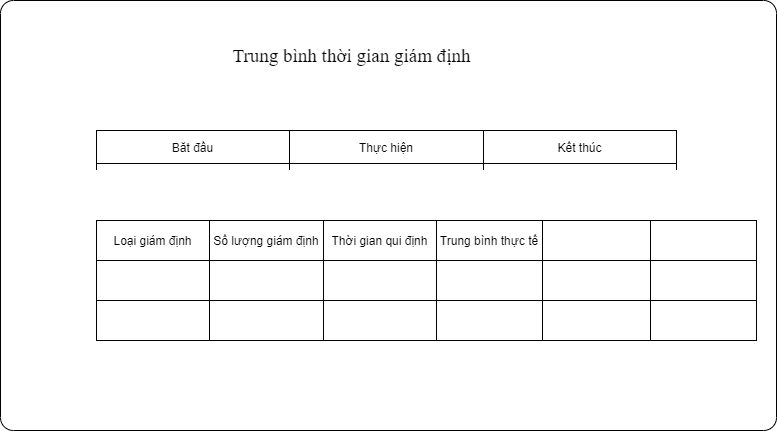 Trung bình thời gian giám định
Bắt đầu Thực hiện Kết thúc
Loại giám định Số lượng giám định Thời gian qui định Trung bình thực tế